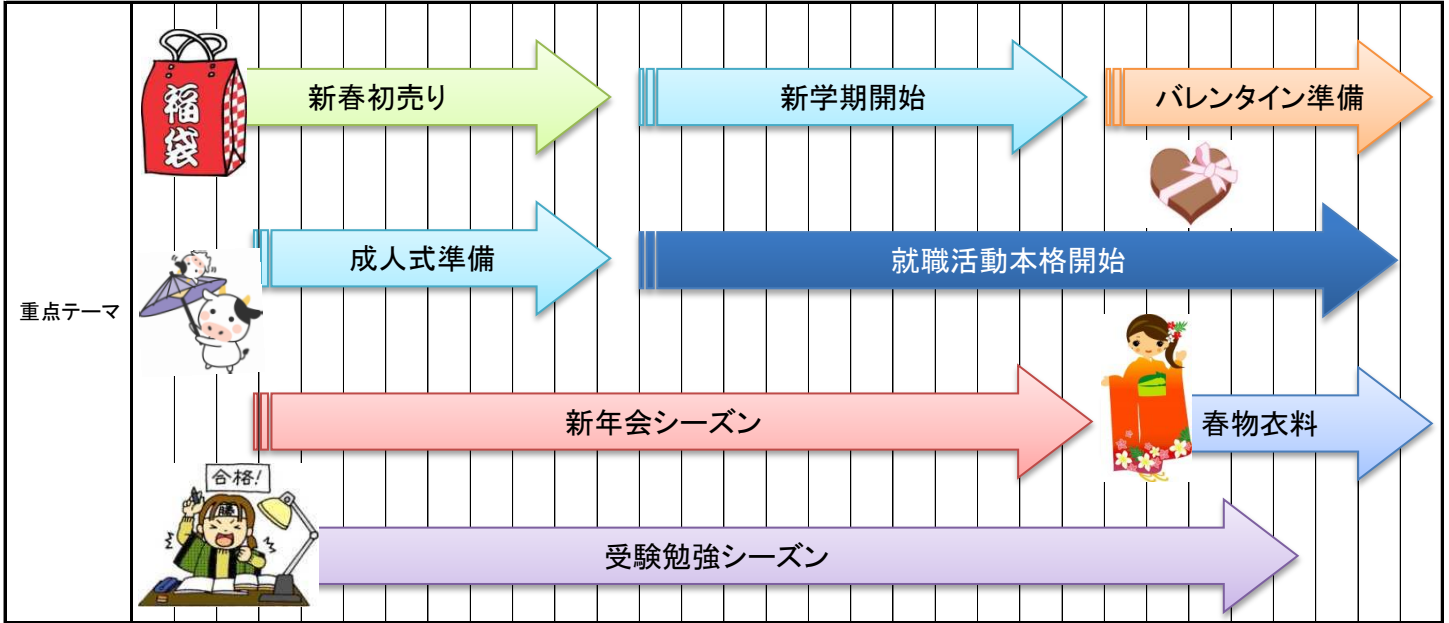 福袋
新春初売り
新学期開始
バレンタイン準備
成人式準備
就職活動本格開始
重点テーマ
新年会シーズン
春物衣料
合格!
勝
受験勉強シーズン